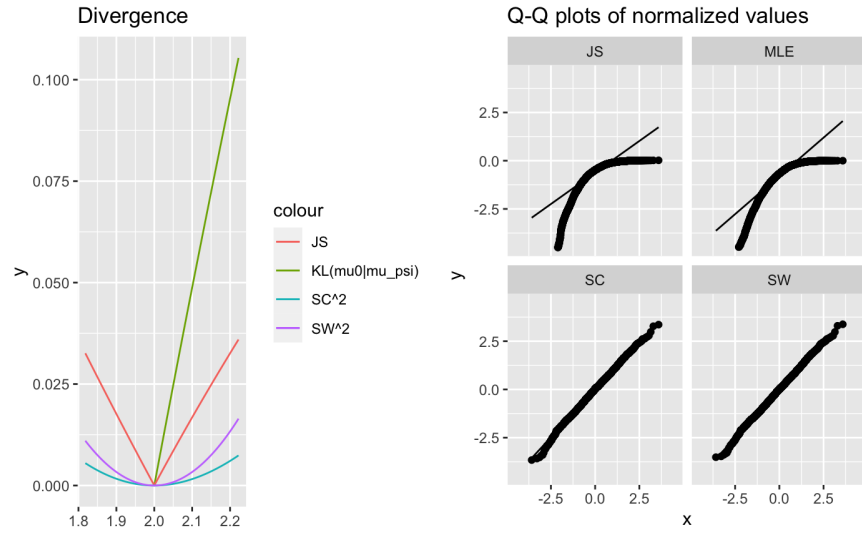 Divergence
y
0.100
0.075
0.050
0.025
0.000
1.8 1.9 2.0 2.1 2.2
colour
JS
KL(mu0|mu_psi)
SC^2
SW^2
Q-Q plots of normalized values
JS MLE
2.5
0.0
-2.5
y
SC SW
2.5
0.0
-2.5
-2.5 0.0 2.5 -2.5 0.0 2.5
x